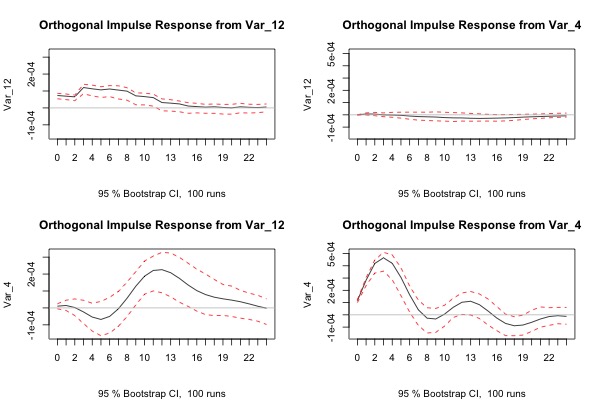 Orthogonal Impulse Response from Var_12
Var_12
2e-04
-1e-04
0 2 4 6 8 10 13 16 19 22
95 % Bootstrap CI, 100 runs
Orthogonal Impulse Response from Var_4
Var_12
5e-04
2e-04
-1e-04
0 2 4 6 8 10 13 16 19 22
95 % Bootstrap CI, 100 runs
Orthogonal Impulse Response from Var_12
Var_4
2e-04
-1e-04
0 2 4 6 8 10 13 16 19 22
95 % Bootstrap CI, 100 runs
Orthogonal Impulse Response from Var_4
Var_4
5e-04
2e-04
-1e-04
0 2 4 6 8 10 13 16 19 22
95 % Bootstrap CI, 100 runs